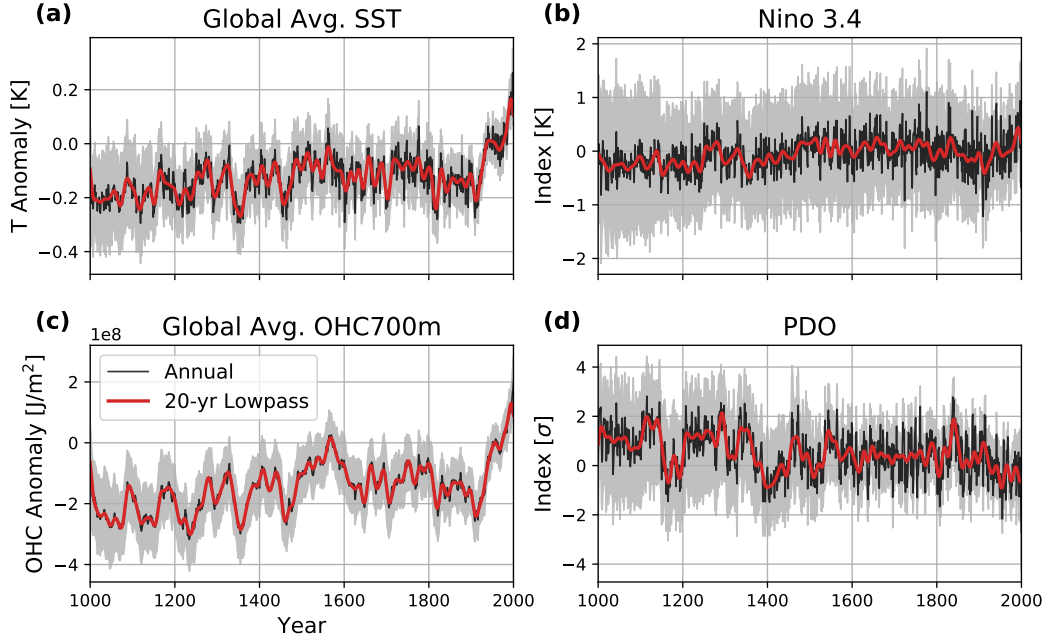 (a)
Global Avg. SST
T Anomaly [K]
0.2
0.0
−0.2
−0.4
(b)
Nino 3.4
Index [K]
2
1
0
−1
−2
(c)
1e8
Global Avg. OHC700m
OHC Anomaly [J/m²]
2
0
−2
−4
Annual
20-yr Lowpass
1000 1200 1400 1600 1800 2000
Year
(d)
PDO
Index [σ]
4
2
0
−2
−4
1000 1200 1400 1600 1800 2000